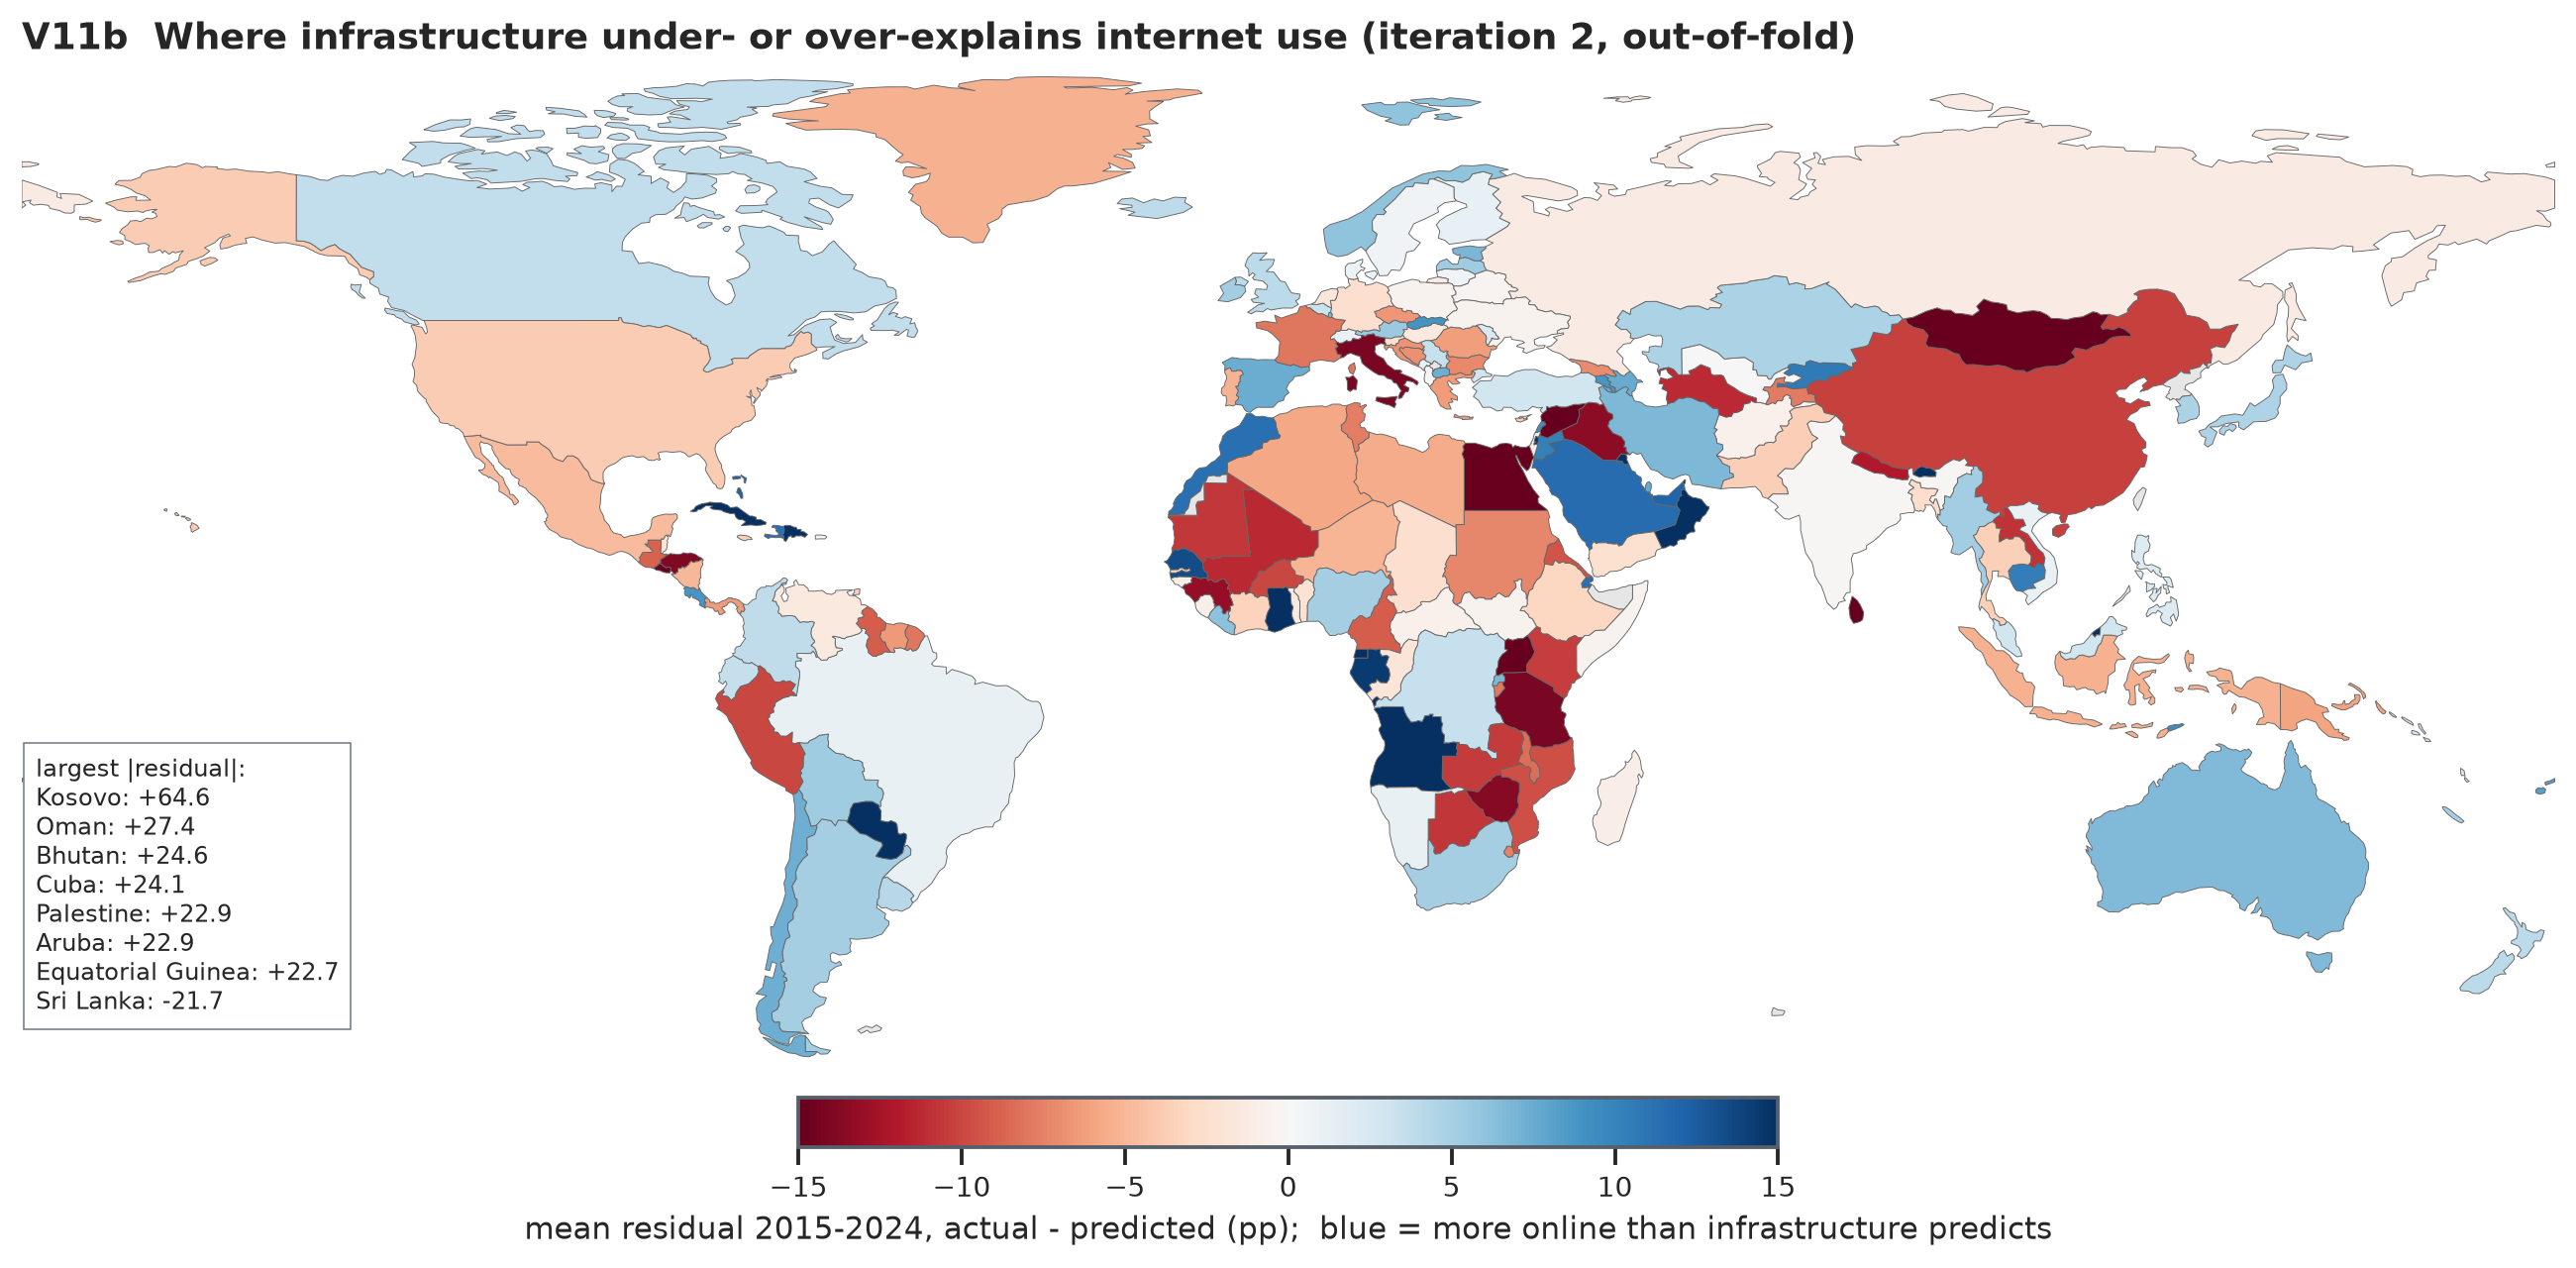 V11b  Where infrastructure under- or over-explains internet use (iteration 2, out-of-fold)
largest |residual|:
Kosovo: +64.6
Oman: +27.4
Bhutan: +24.6
Cuba: +24.1
Palestine: +22.9
Aruba: +22.9
Equatorial Guinea: +22.7
Sri Lanka: -21.7
−15 −10 −5 0 5 10 15
mean residual 2015-2024, actual - predicted (pp);  blue = more online than infrastructure predicts